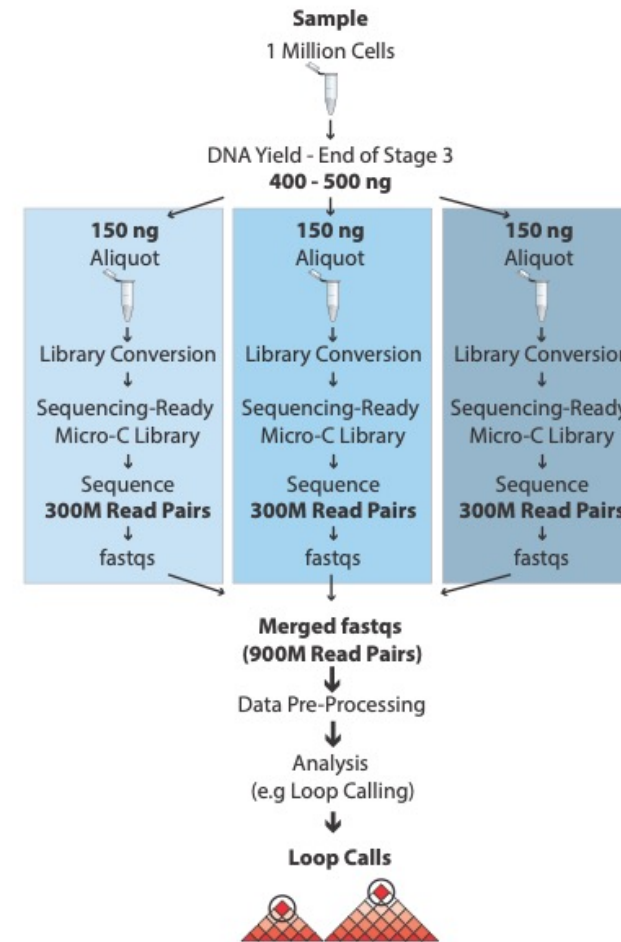 Sample
1 Million Cells
DNA Yield - End of Stage 3
400 - 500 ng
150 ng
Aliquot
Library Conversion
Sequencing-Ready
Micro-C Library
Sequence
300M Read Pairs
fastqs
150 ng
Aliquot
Library Conversion
Sequencing-Ready
Micro-C Library
Sequence
300M Read Pairs
fastqs
150 ng
Aliquot
Library Conversion
Sequencing-Ready
Micro-C Library
Sequence
300M Read Pairs
fastqs
Merged fastqs
(900M Read Pairs)
Data Pre-Processing
Analysis
(e.g Loop Calling)
Loop Calls